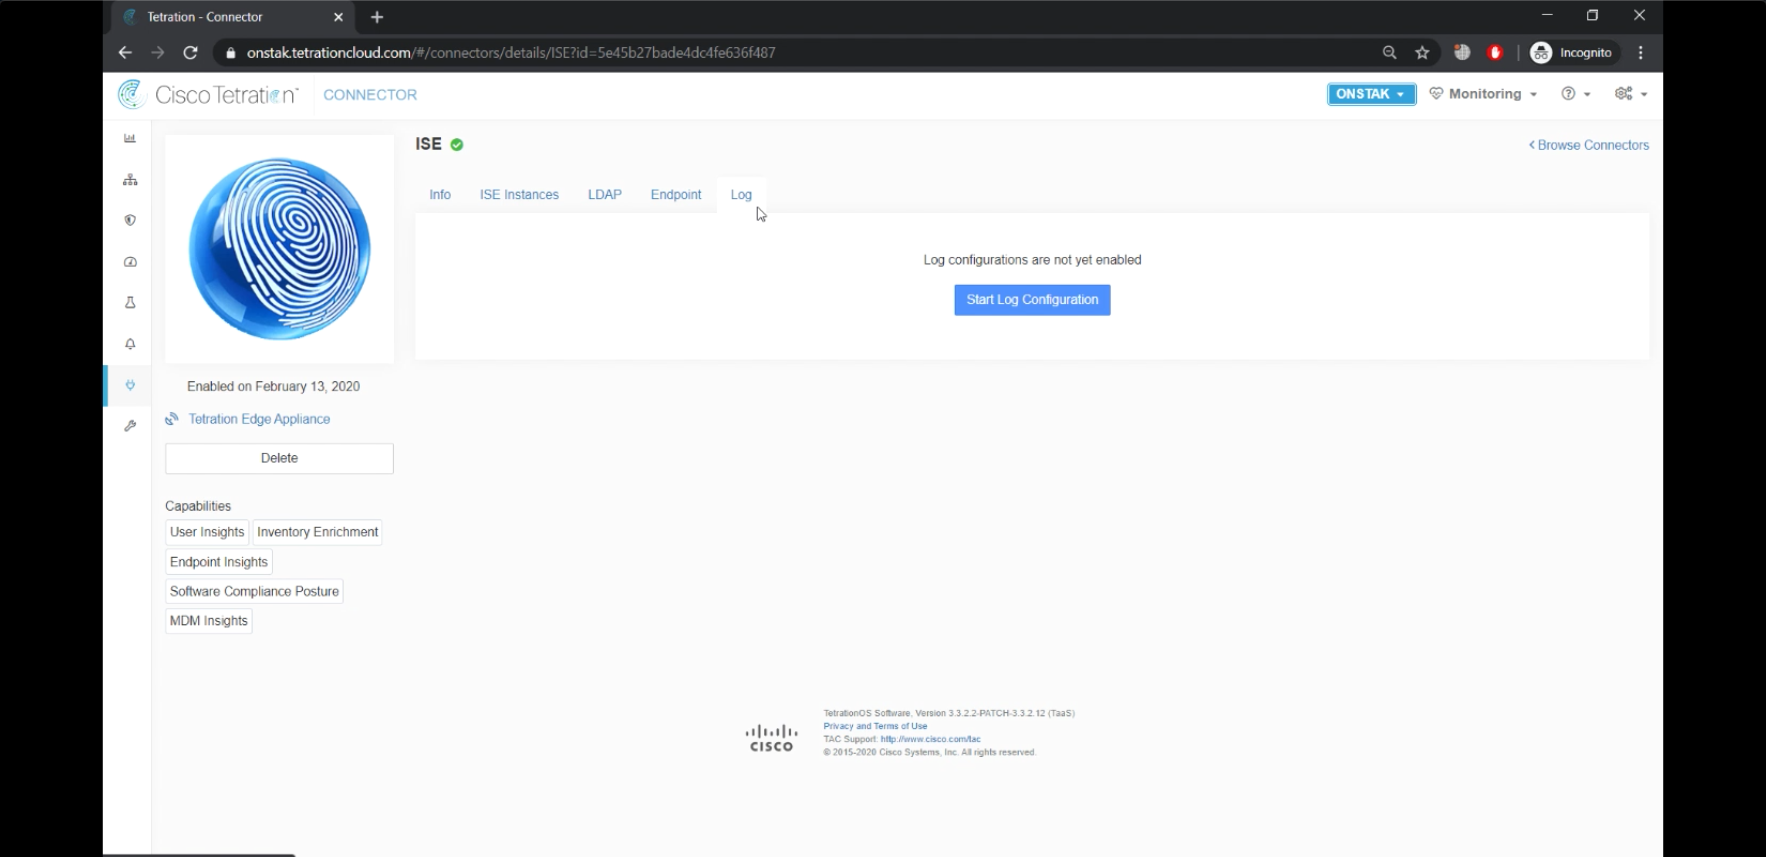 Tetration - Connector
onstak.tetrationcloud.com/#/connectors/details/ISE?id=5e45b27bade4dc4fe636f487
Incognito
Cisco Tetration™ CONNECTOR
ONSTAK
Monitoring
ISE
Browse Connectors
Info ISE Instances LDAP Endpoint Log
Log configurations are not yet enabled
Start Log Configuration
Enabled on February 13, 2020
Tetration Edge Appliance
Delete
Capabilities
User Insights Inventory Enrichment
Endpoint Insights
Software Compliance Posture
MDM Insights
CISCO
TetrationOS Software, Version 3.3.2.2-PATCH-3.3.2.12 (TaaS)
Privacy and Terms of Use
TAC Support: http://www.cisco.com/tac
© 2015-2020 Cisco Systems, Inc. All rights reserved.